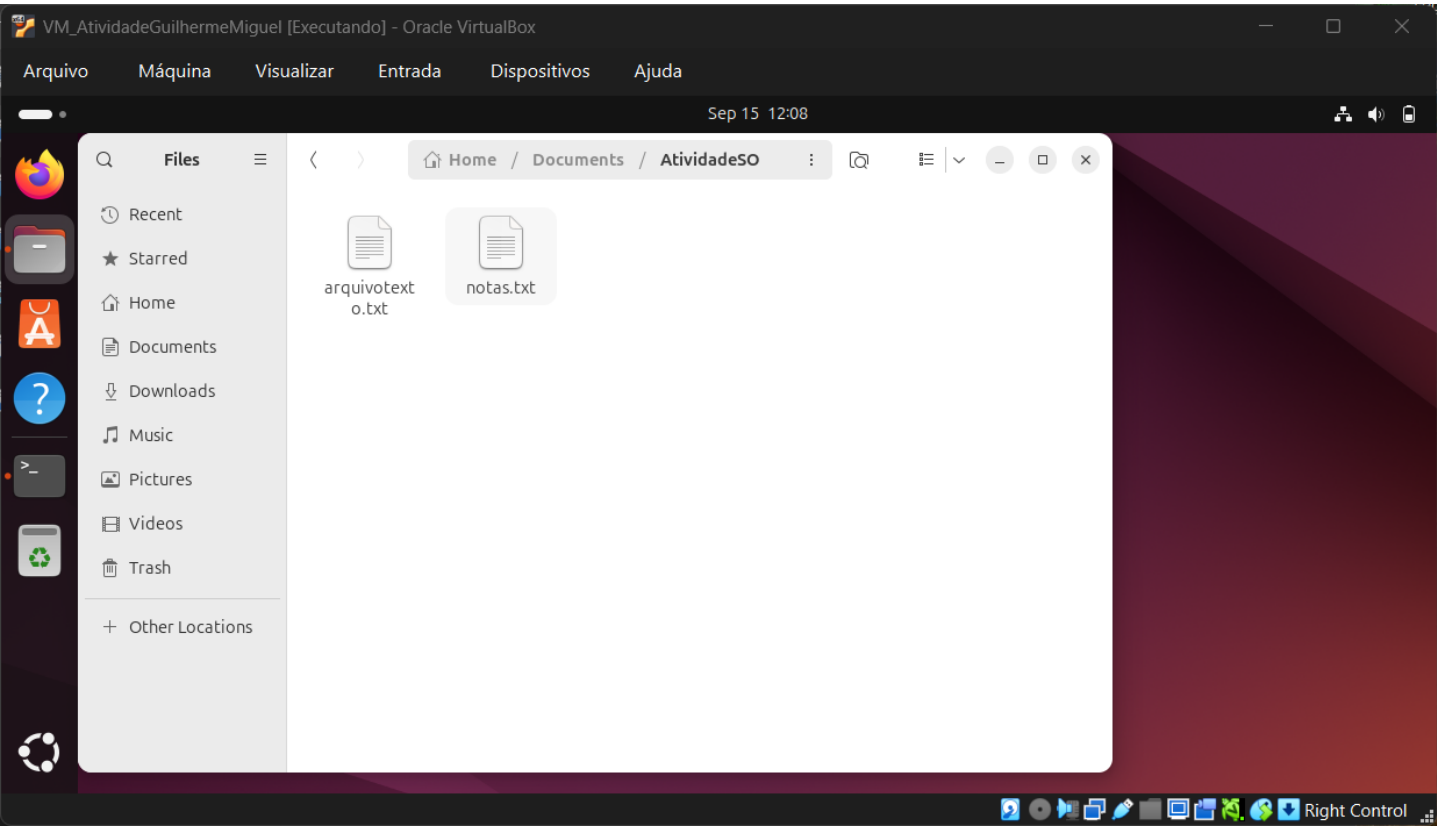 VM_AtividadeGuilhermeMiguel [Executando] - Oracle VirtualBox
Arquivo Máquina Visualizar Entrada Dispositivos Ajuda
Sep 15 12:08
Files
Home / Documents / AtividadeSO
Recent
Starred
Home
Documents
Downloads
Music
Pictures
Videos
Trash
Other Locations
arquivotext
o.txt
notas.txt
Right Control